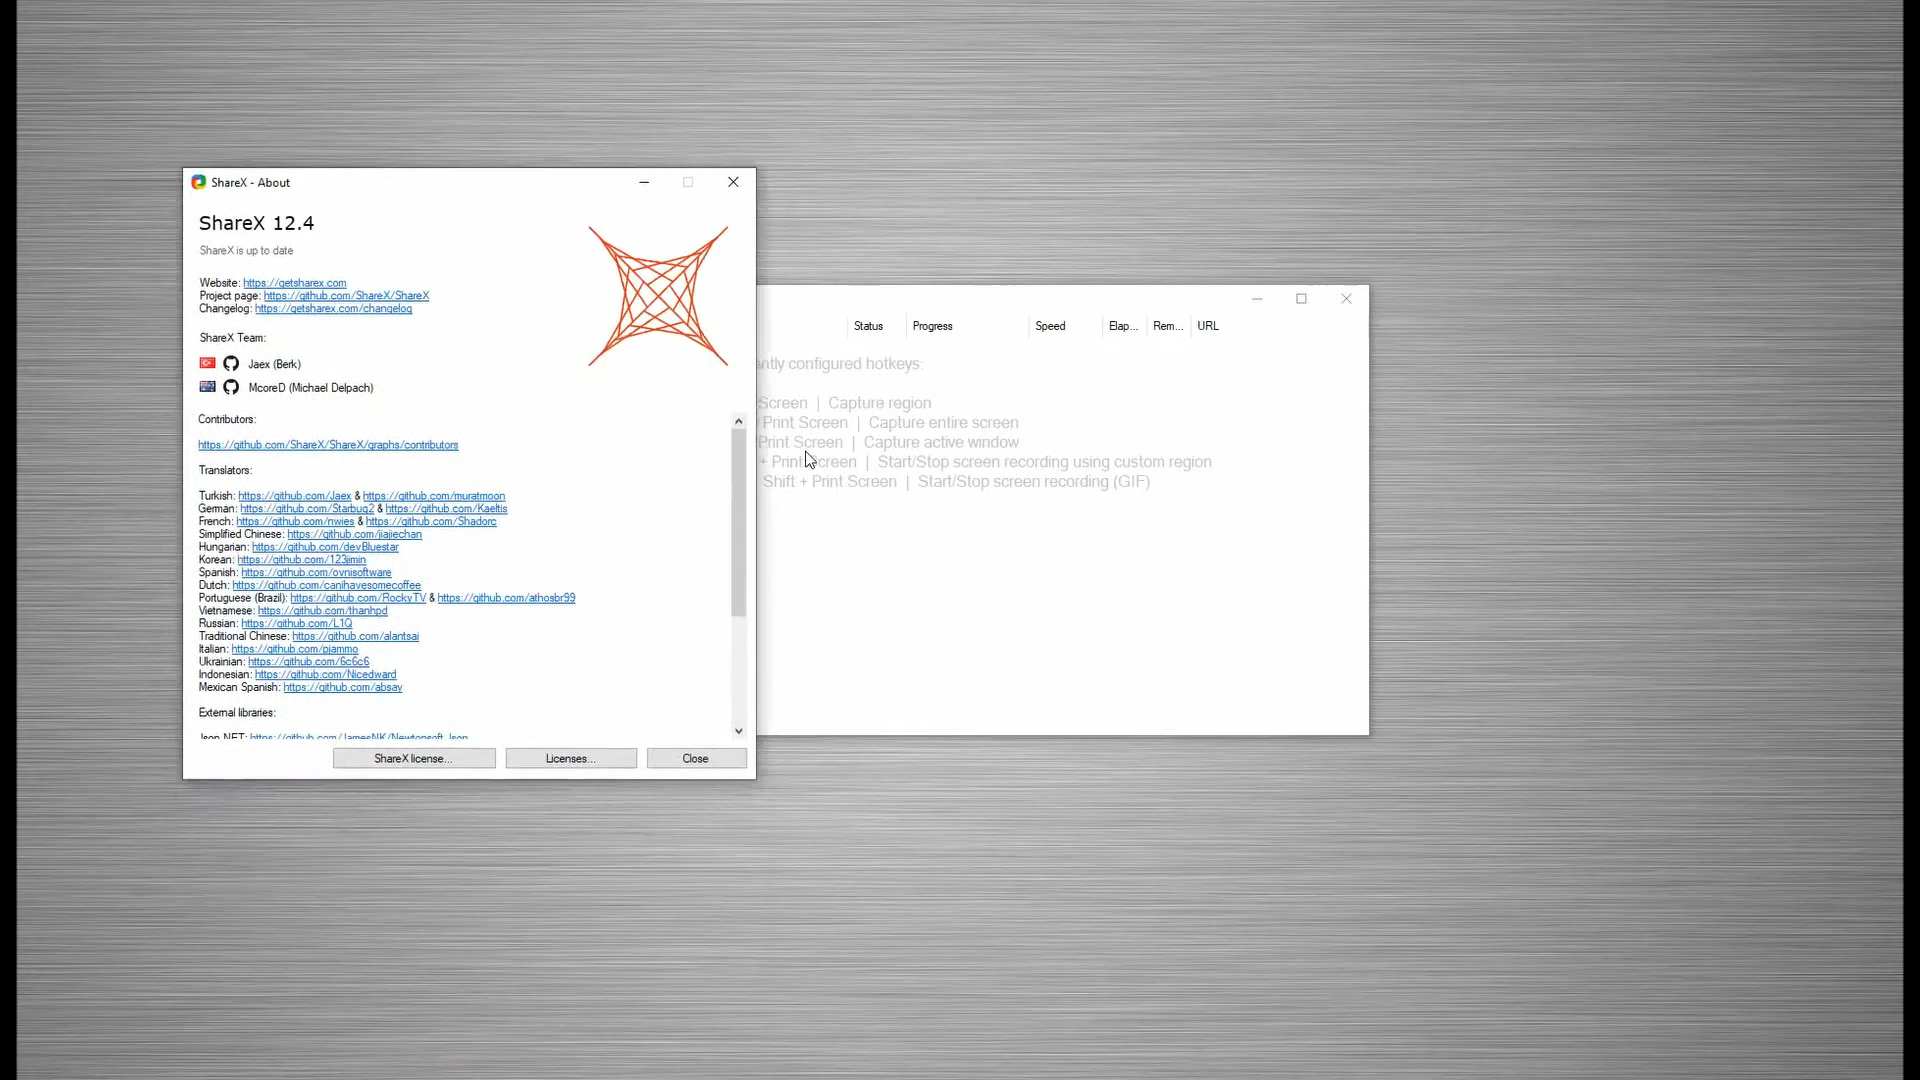 ShareX - About
ShareX 12.4
ShareX is up to date
Website: https://getsharex.com
Project page: https://github.com/ShareX/ShareX
Changelog: https://getsharex.com/changelog
ShareX Team:
Jaex (Berk)
McoreD (Michael Delpach)
Contributors:
https://github.com/ShareX/ShareX/graphs/contributors
Translators:
Turkish: https://github.com/Jaex & https://github.com/muratmoon
German: https://github.com/Starbug2 & https://github.com/Kaeltis
French: https://github.com/nwies & https://github.com/Shadorc
Simplified Chinese: https://github.com/jiajiechan
Hungarian: https://github.com/devBluestar
Korean: https://github.com/123jimin
Spanish: https://github.com/ovnisoftware
Dutch: https://github.com/canihavesomecoffee
Portuguese (Brazil): https://github.com/RockyTV & https://github.com/athosbr99
Vietnamese: https://github.com/thanhpd
Russian: https://github.com/L1Q
Traditional Chinese: https://github.com/alantsai
Italian: https://github.com/pjammo
Ukrainian: https://github.com/6c6c6
Indonesian: https://github.com/Nicedward
Mexican Spanish: https://github.com/absay
External libraries:
Json.NET: https://github.com/JamesNK/Newtonsoft.Json
ShareX license...
Licenses...
Close
Status
Progress
Speed
Elap...
Rem...
URL
ently configured hotkeys:
Screen | Capture region
Print Screen | Capture entire screen
Print Screen | Capture active window
+ Print Screen | Start/Stop screen recording using custom region
Shift + Print Screen | Start/Stop screen recording (GIF)